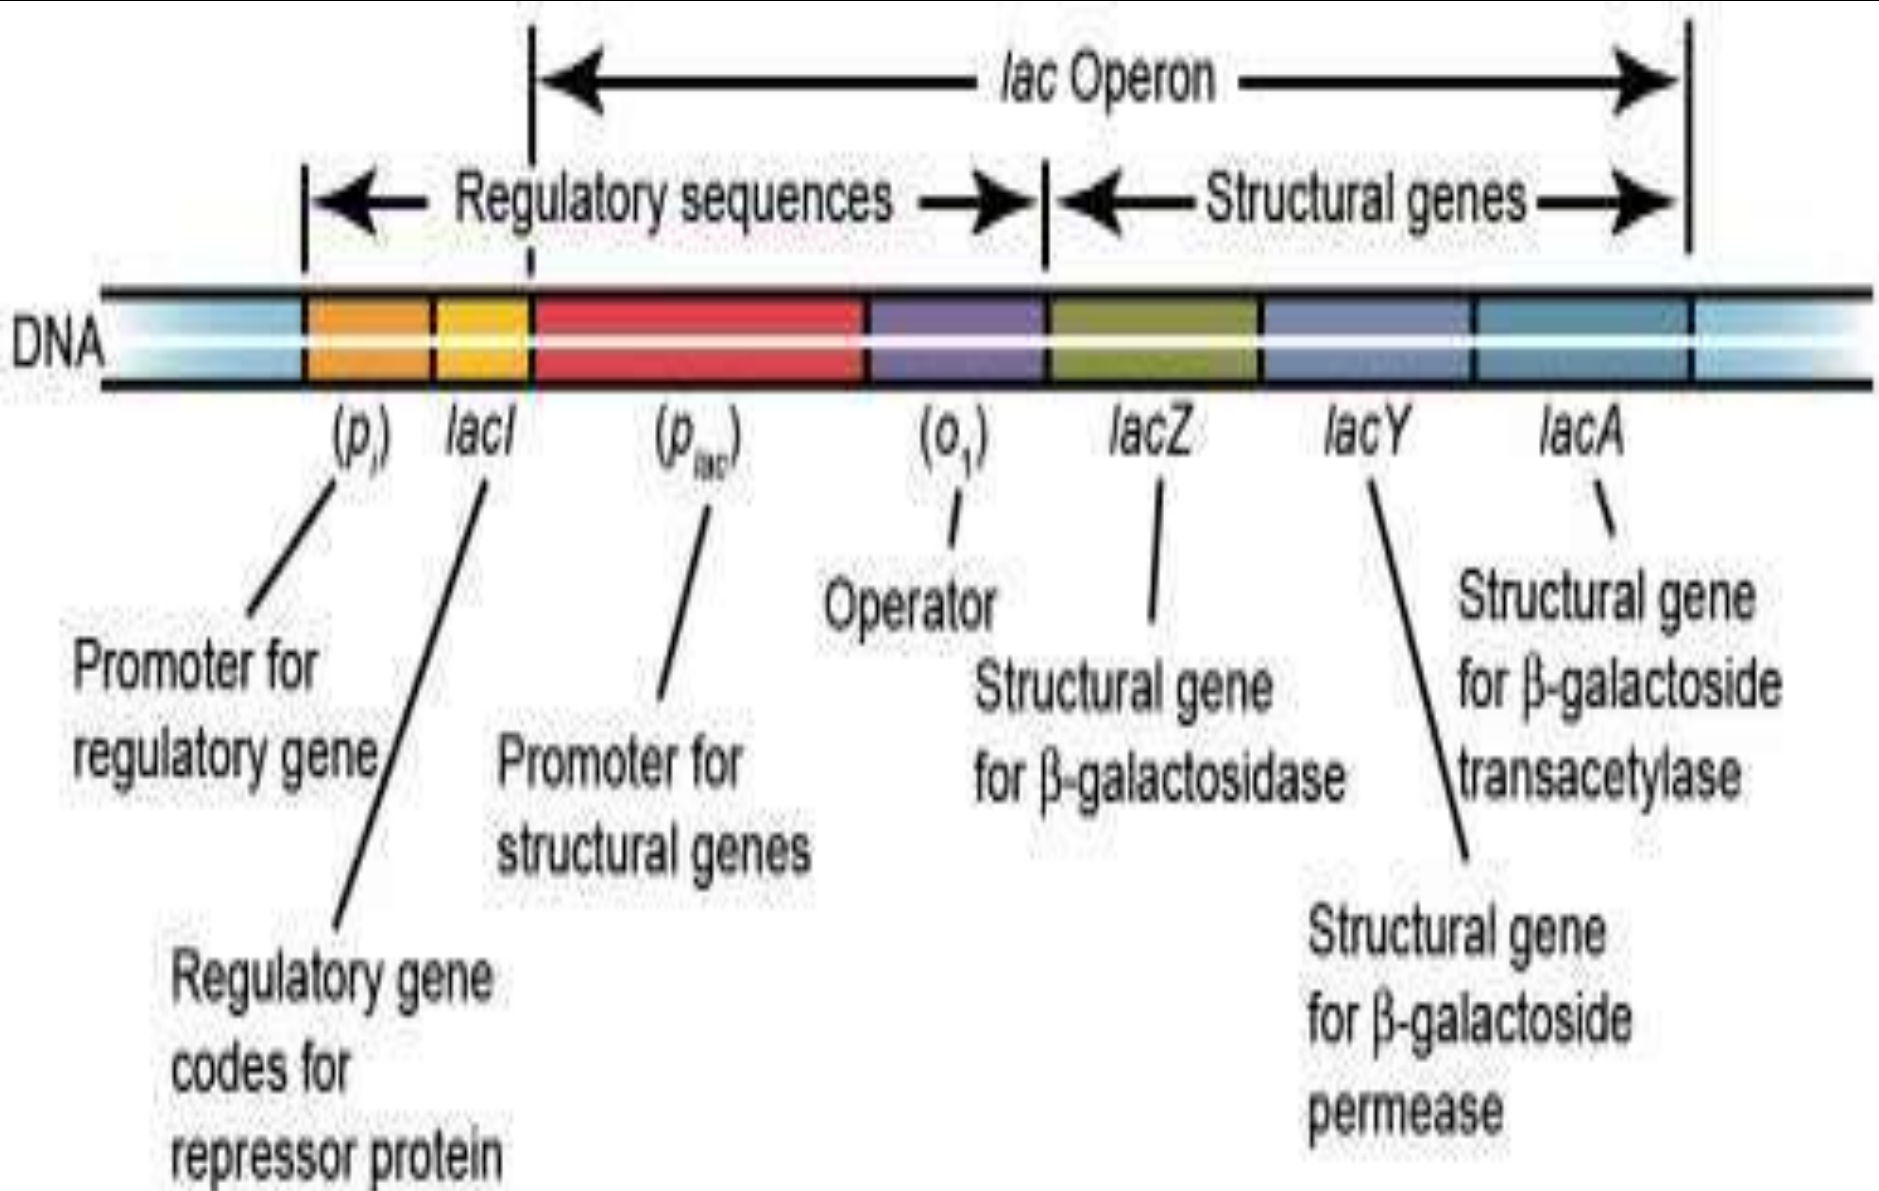 lac Operon
Regulatory sequences
Structural genes
DNA
(pI) lacI (plac) (o1) lacZ lacY lacA
Promoter for
regulatory gene
Regulatory gene
codes for
repressor protein
Promoter for
structural genes
Operator
Structural gene
for β-galactosidase
Structural gene
for β-galactoside
permease
Structural gene
for β-galactoside
transacetylase